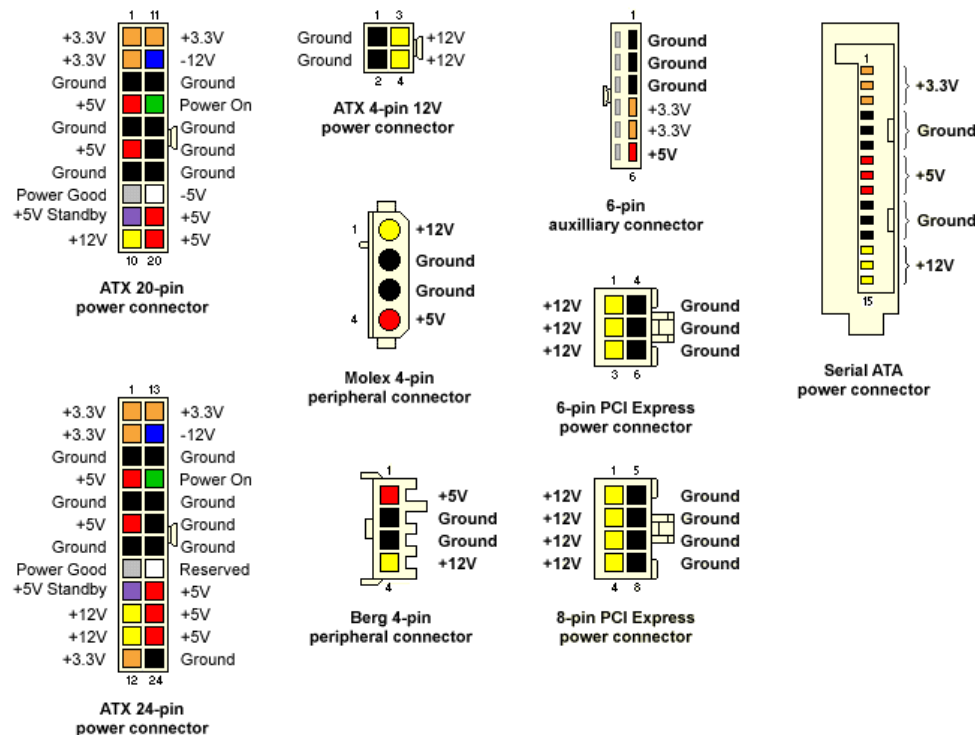 1 11
+3.3V +3.3V
+3.3V -12V
Ground Ground
+5V Power On
Ground Ground
+5V Ground
Ground Ground
Power Good -5V
+5V Standby +5V
+12V +5V
10 20
ATX 20-pin
power connector
1 3
Ground +12V
Ground +12V
2 4
ATX 4-pin 12V
power connector
1
Ground
Ground
Ground
+3.3V
+3.3V
+5V
6
6-pin
auxilliary connector
1
+3.3V
Ground
+5V
Ground
+12V
15
Serial ATA
power connector
1 +12V
Ground
Ground
4 +5V
Molex 4-pin
peripheral connector
1 4
+12V Ground
+12V Ground
+12V Ground
3 6
6-pin PCI Express
power connector
1 13
+3.3V +3.3V
+3.3V -12V
Ground Ground
+5V Power On
Ground Ground
+5V Ground
Ground Ground
Power Good Reserved
+5V Standby +5V
+12V +5V
+12V +5V
+3.3V Ground
12 24
ATX 24-pin
power connector
1
+5V
Ground
Ground
+12V
4
Berg 4-pin
peripheral connector
1 5
+12V Ground
+12V Ground
+12V Ground
+12V Ground
4 8
8-pin PCI Express
power connector